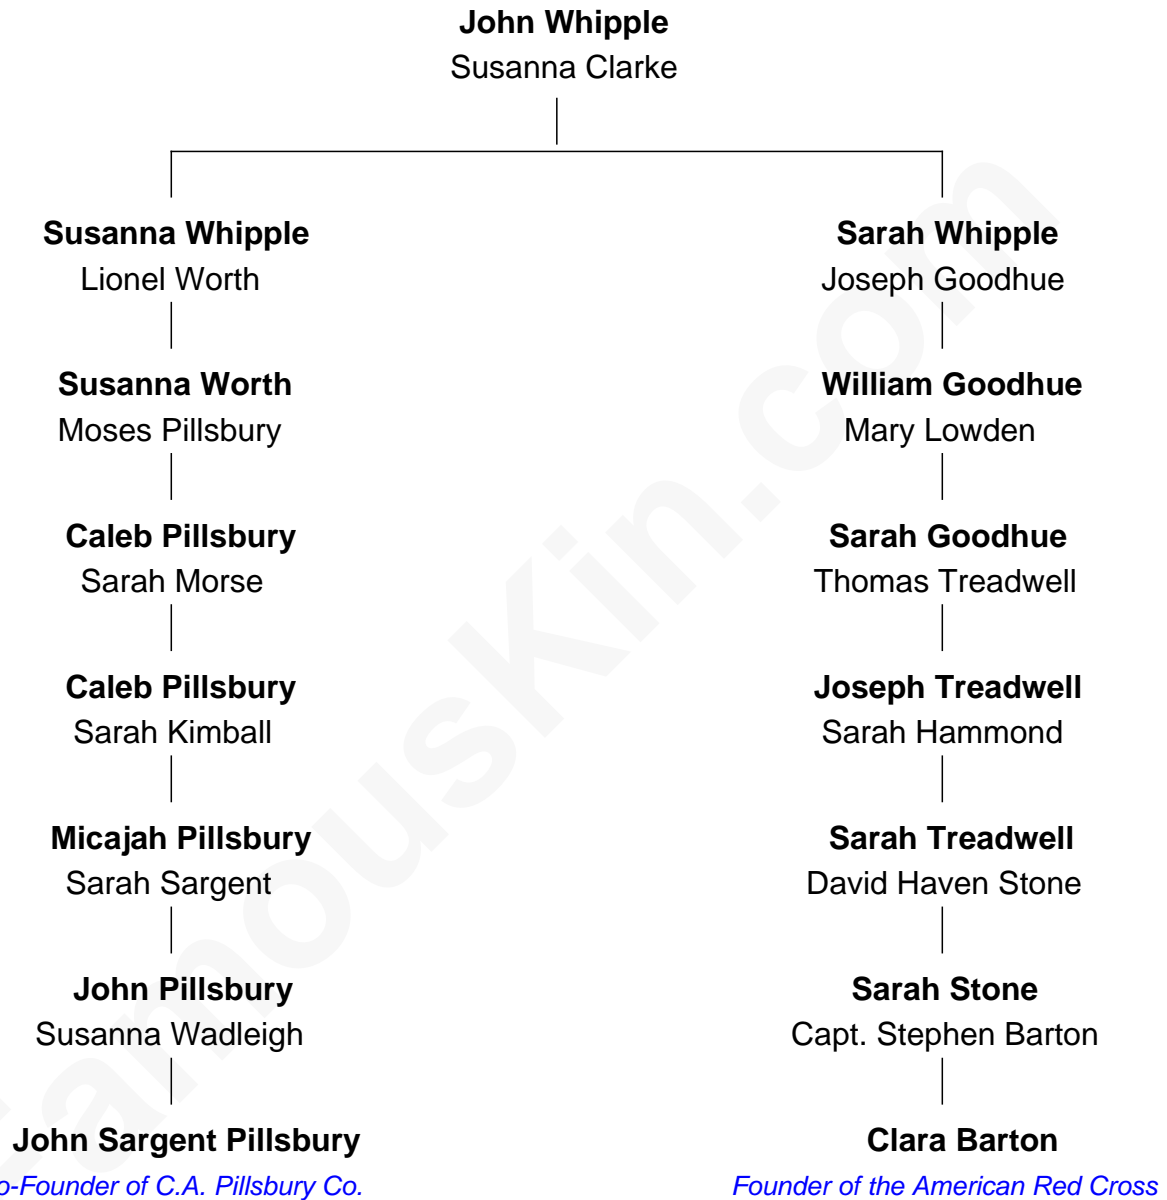 John Whipple
Susanna Clarke
Susanna Whipple
Lionel Worth
Sarah Whipple
Joseph Goodhue
Susanna Worth
Moses Pillsbury
William Goodhue
Mary Lowden
Caleb Pillsbury
Sarah Morse
Sarah Goodhue
Thomas Treadwell
Caleb Pillsbury
Sarah Kimball
Joseph Treadwell
Sarah Hammond
Micajah Pillsbury
Sarah Sargent
Sarah Treadwell
David Haven Stone
John Pillsbury
Susanna Wadleigh
Sarah Stone
Capt. Stephen Barton
John Sargent Pillsbury
o-Founder of C.A. Pillsbury Co.
Clara Barton
Founder of the American Red Cross
FamousKin.com